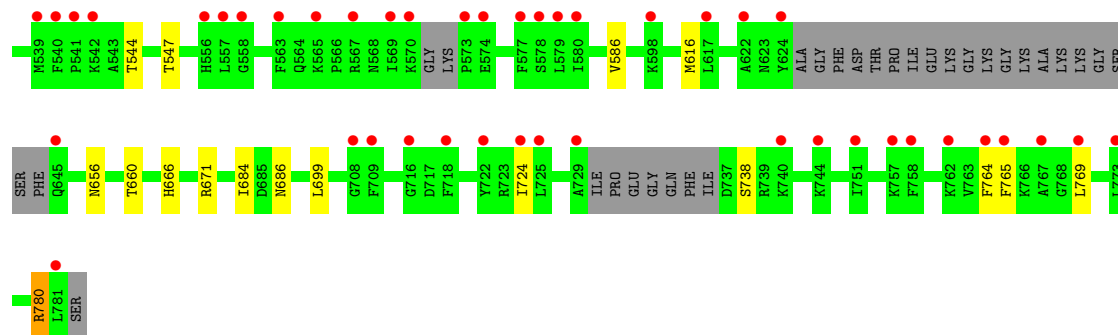 M539 F540 P541 K542 A543 T544 T547 H556 L557 G558 F563 Q564 K565 P566 R567 N568 I569 K570 GLY LYS P573 E574 F577 S578 L579 I580 V586 K598 M616 L617 A622 N623 Y624 ALA GLY PHE ASP THR PRO ILE GLU LYS GLY LYS GLY LYS ALA LYS LYS GLY SER
SER PHE Q645 N656 T660 H666 R671 I684 D685 N686 L699 G708 F709 G716 D717 F718 Y722 R723 I724 L725 A729 ILE PRO GLU GLY GLN PHE ILE D737 S738 R739 K740 K744 I751 K757 F758 K762 V763 F764 F765 K766 A767 G768 L769
R780 L781 SER